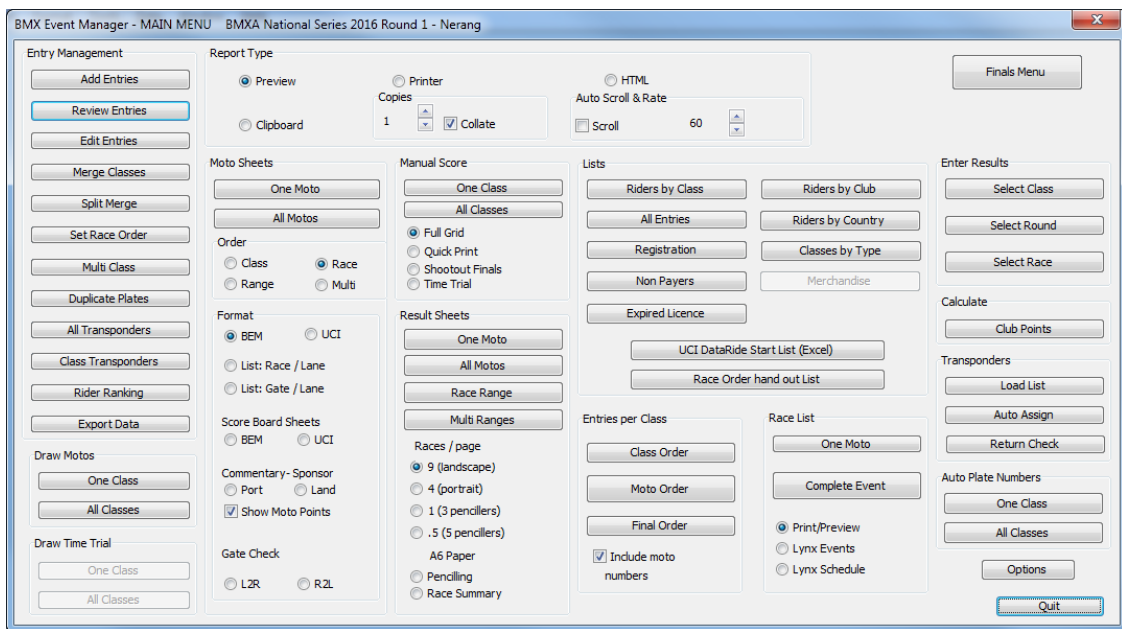 BMX Event Manager - MAIN MENU    BMXA National Series 2016 Round 1 - Nerang
Entry Management
Add Entries
Review Entries
Edit Entries
Merge Classes
Split Merge
Set Race Order
Multi Class
Duplicate Plates
All Transponders
Class Transponders
Rider Ranking
Export Data
Draw Motos
One Class
All Classes
Draw Time Trial
One Class
All Classes
Report Type
Preview
Printer
HTML
Clipboard
Copies
1
Collate
Auto Scroll & Rate
Scroll
60
Finals Menu
Moto Sheets
One Moto
All Motos
Order
Class
Race
Range
Multi
Format
BEM
UCI
List: Race / Lane
List: Gate / Lane
Score Board Sheets
BEM
UCI
Commentary- Sponsor
Port
Land
Show Moto Points
Gate Check
L2R
R2L
Manual Score
One Class
All Classes
Full Grid
Quick Print
Shootout Finals
Time Trial
Result Sheets
One Moto
All Motos
Race Range
Multi Ranges
Races / page
9 (landscape)
4 (portrait)
1 (3 pencillers)
.5 (5 pencillers)
A6 Paper
Pencilling
Race Summary
Lists
Riders by Class
Riders by Club
All Entries
Riders by Country
Registration
Classes by Type
Non Payers
Merchandise
Expired Licence
UCI DataRide Start List (Excel)
Race Order hand out List
Entries per Class
Class Order
Moto Order
Final Order
Include moto
numbers
Race List
One Moto
Complete Event
Print/Preview
Lynx Events
Lynx Schedule
Enter Results
Select Class
Select Round
Select Race
Calculate
Club Points
Transponders
Load List
Auto Assign
Return Check
Auto Plate Numbers
One Class
All Classes
Options
Quit